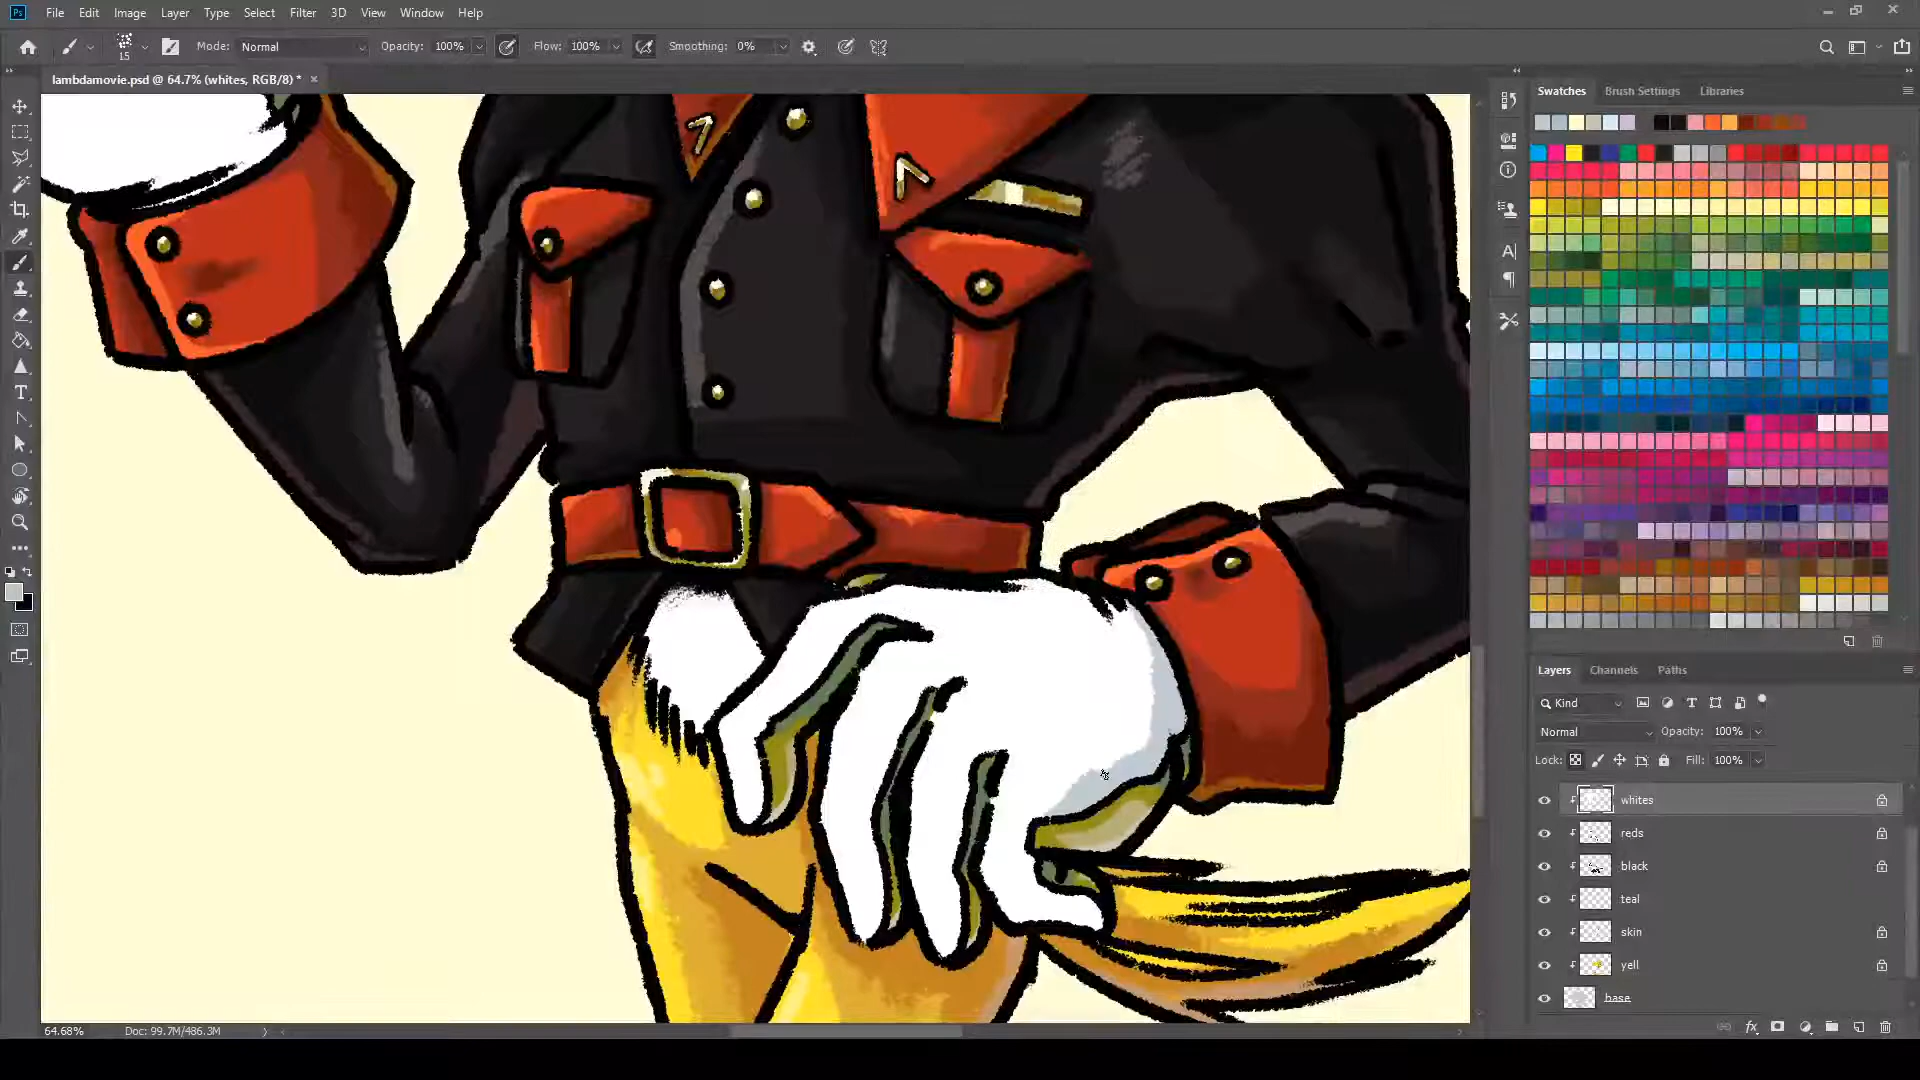 Ps File Edit Image Layer Type Select Filter 3D View Window Help
15 Mode: Normal Opacity: 100% Flow: 100% Smoothing: 0%
lambdamovie.psd @ 64.7% (whites, RGB/8) *
Swatches Brush Settings Libraries
Layers Channels Paths
Kind
Normal Opacity: 100%
Lock: Fill: 100%
whites
reds
black
teal
skin
yell
base
64.68% Doc: 99.7M/486.3M